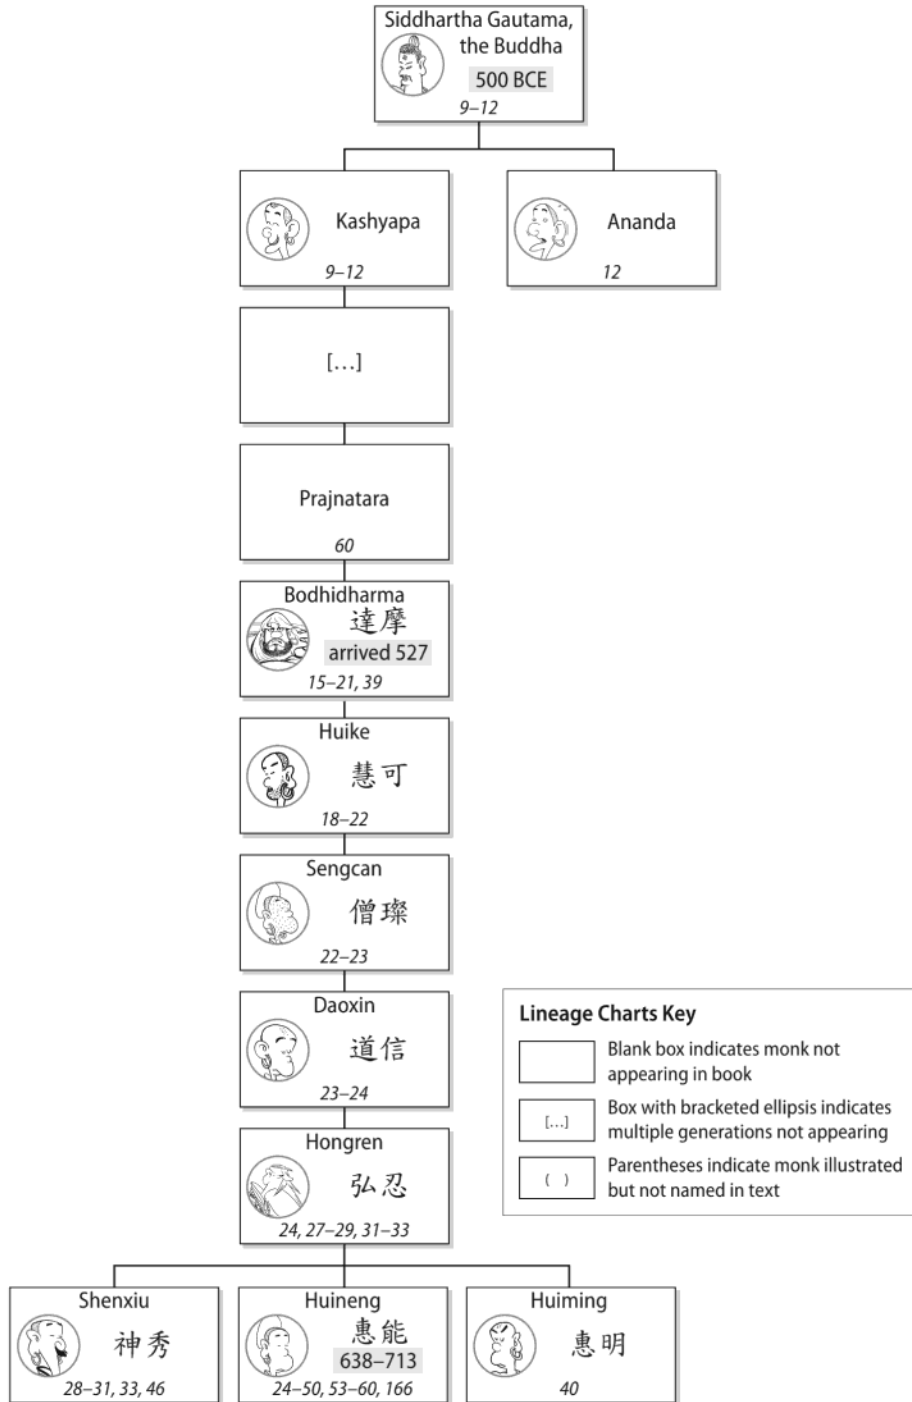 Siddhartha Gautama,
the Buddha
500 BCE
9–12
Kashyapa
9–12
Ananda
12
[...]
Prajnatara
60
Bodhidharma
達摩
arrived 527
15–21, 39
Huike
慧可
18–22
Sengcan
僧璨
22–23
Daoxin
道信
23–24
Hongren
弘忍
24, 27–29, 31–33
Lineage Charts Key
Blank box indicates monk not
appearing in book
[...]
Box with bracketed ellipsis indicates
multiple generations not appearing
( )
Parentheses indicate monk illustrated
but not named in text
Shenxiu
神秀
28–31, 33, 46
Huineng
惠能
638–713
24–50, 53–60, 166
Huiming
惠明
40